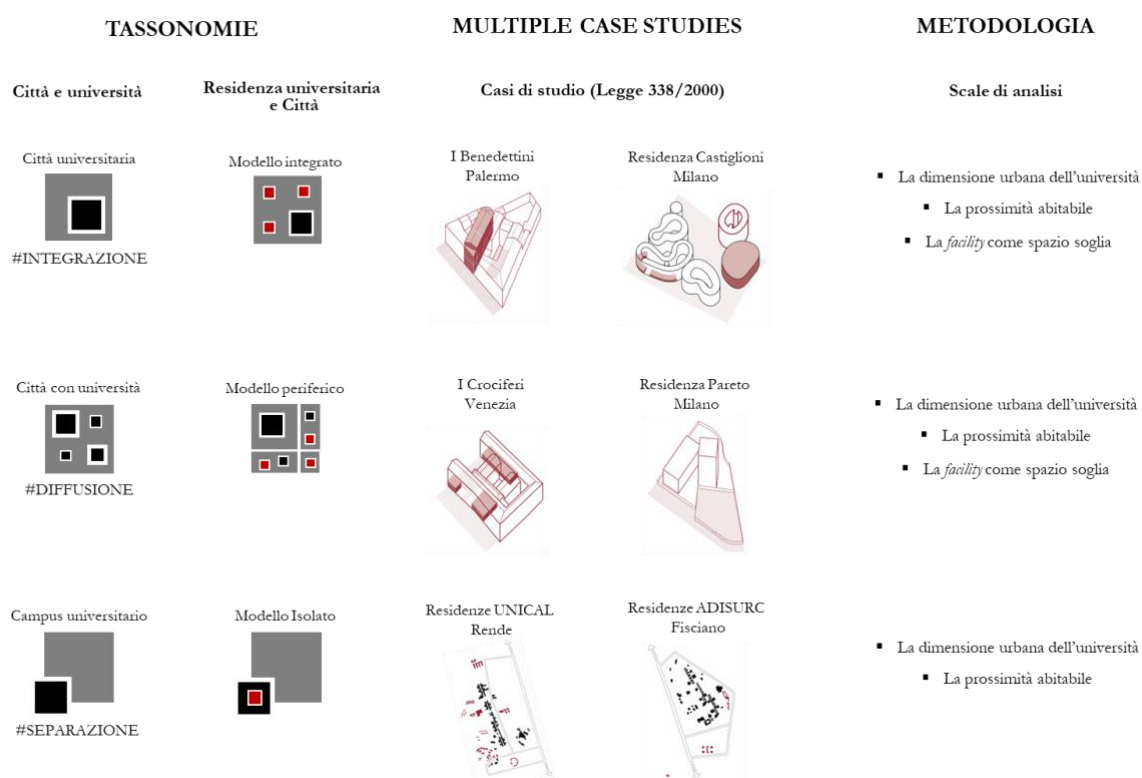 TASSONOMIE
MULTIPLE CASE STUDIES
METODOLOGIA
Città e università
Residenza universitaria
e Città
Casi di studio (Legge 338/2000)
Scale di analisi
Città universitaria
#INTEGRAZIONE
Modello integrato
I Benedettini
Palermo
Residenza Castiglioni
Milano
▪ La dimensione urbana dell'università
▪ La prossimità abitabile
▪ La facility come spazio soglia
Città con università
#DIFFUSIONE
Modello periferico
I Crociferi
Venezia
Residenza Pareto
Milano
▪ La dimensione urbana dell'università
▪ La prossimità abitabile
▪ La facility come spazio soglia
Campus universitario
#SEPARAZIONE
Modello Isolato
Residenze UNICAL
Rende
Residenze ADISURC
Fisciano
▪ La dimensione urbana dell'università
▪ La prossimità abitabile